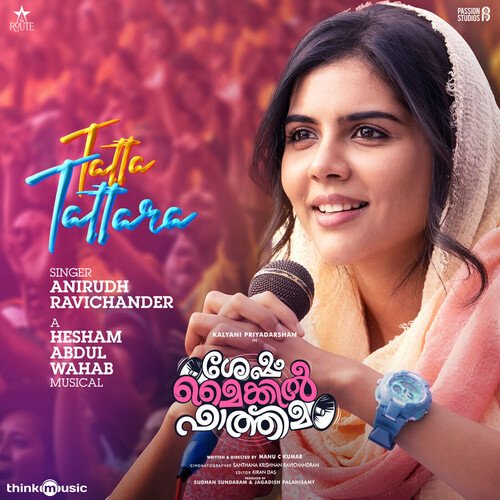 ROUTE
PASSION
STUDIOS
Tatta
Tattara
SINGER
ANIRUDH
RAVICHANDER
A
HESHAM
ABDUL
WAHAB
MUSICAL
KALYANI PRIYADARSHAN
IN
ശേഷം
മൈക്കിൽ
ഫാത്തിമ
WRITTEN & DIRECTED BY MANU C KUMAR
CINEMATOGRAPHER SANTHANA KRISHNAN RAVICHANDRAN
EDITOR KIRAN DAS
PRODUCED BY
SUDHAN SUNDARAM & JAGADISH PALANISAMY
think music